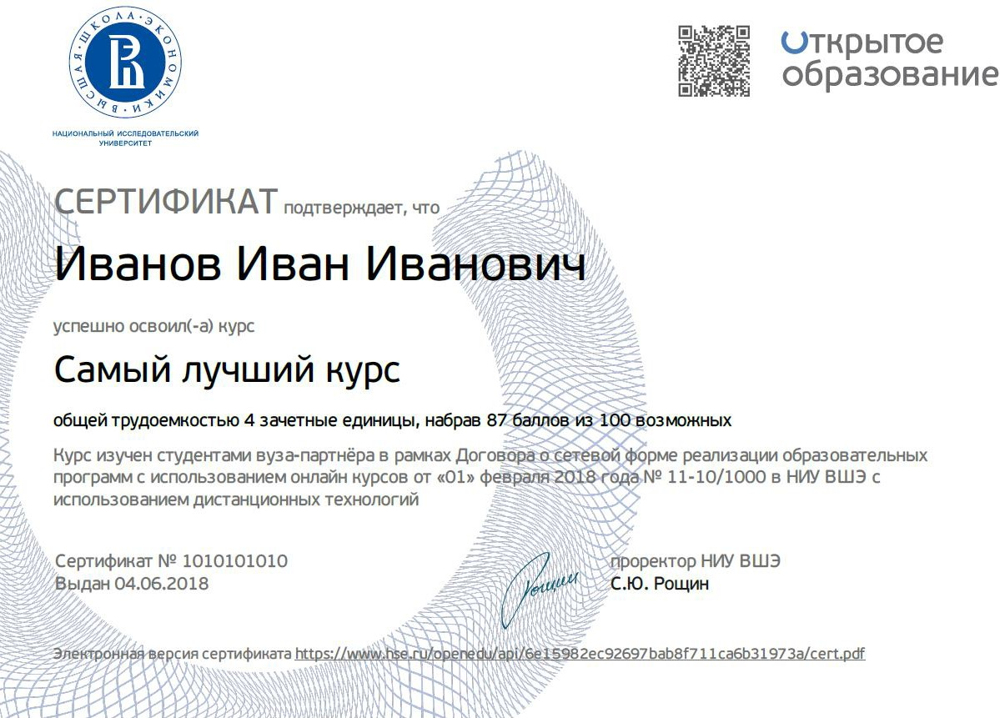 ВЫСШАЯ · ШКОЛА · ЭКОНОМИКИ
НАЦИОНАЛЬНЫЙ ИССЛЕДОВАТЕЛЬСКИЙ
УНИВЕРСИТЕТ
Открытое
образование
СЕРТИФИКАТ подтверждает, что
Иванов Иван Иванович
успешно освоил(-а) курс
Самый лучший курс
общей трудоемкостью 4 зачетные единицы, набрав 87 баллов из 100 возможных
Курс изучен студентами вуза-партнёра в рамках Договора о сетевой форме реализации образовательных
программ с использованием онлайн курсов от «01» февраля 2018 года № 11-10/1000 в НИУ ВШЭ с
использованием дистанционных технологий
Сертификат № 1010101010
Выдан 04.06.2018
Рощин
проректор НИУ ВШЭ
С.Ю. Рощин
Электронная версия сертификата https://www.hse.ru/openedu/api/6e15982ec92697bab8f711ca6b31973a/cert.pdf